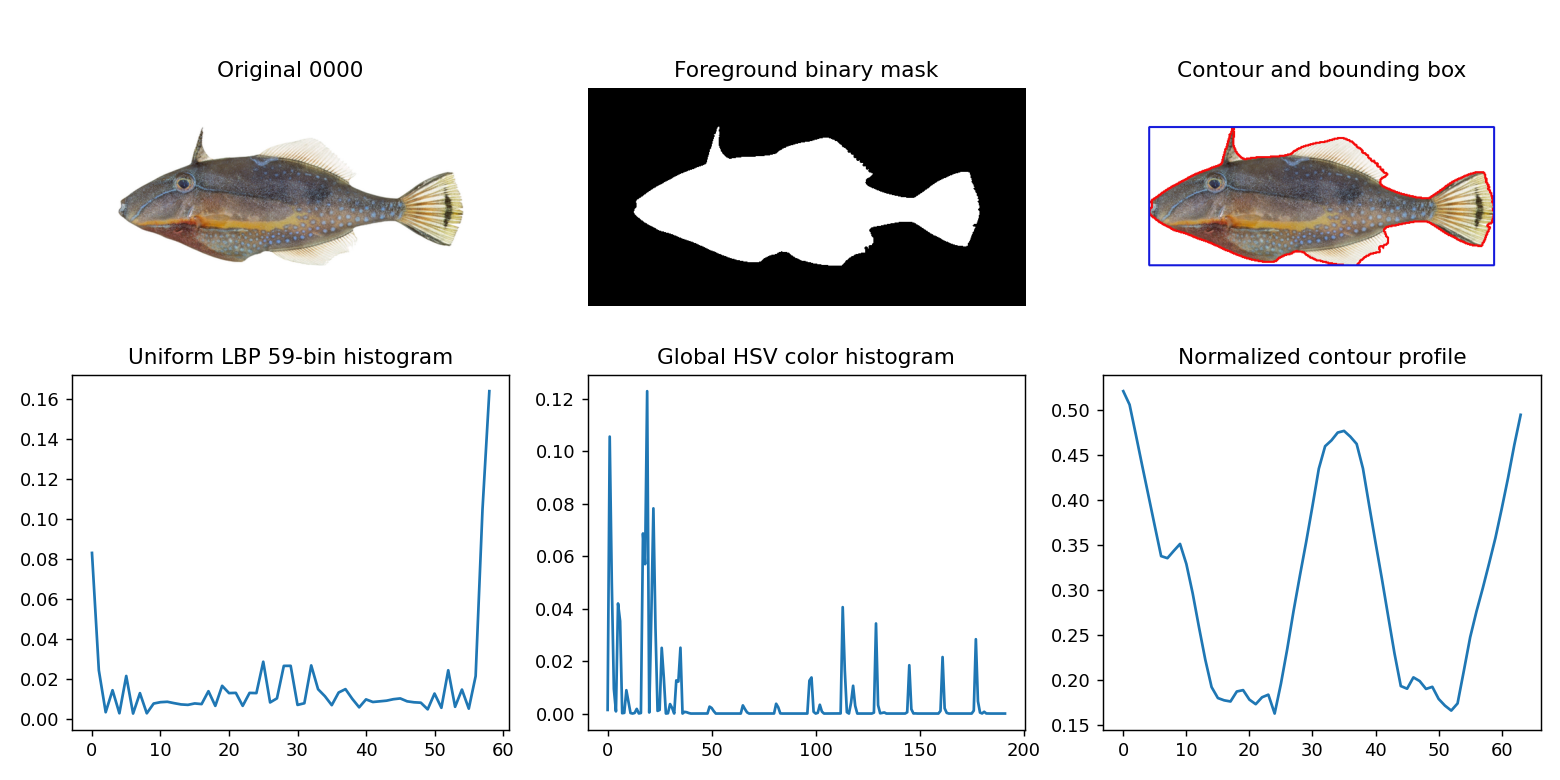 Original 0000
Foreground binary mask
Contour and bounding box
Uniform LBP 59-bin histogram
0.16
0.14
0.12
0.10
0.08
0.06
0.04
0.02
0.00
0 10 20 30 40 50 60
Global HSV color histogram
0.12
0.10
0.08
0.06
0.04
0.02
0.00
0 50 100 150 200
Normalized contour profile
0.50
0.45
0.40
0.35
0.30
0.25
0.20
0.15
0 10 20 30 40 50 60